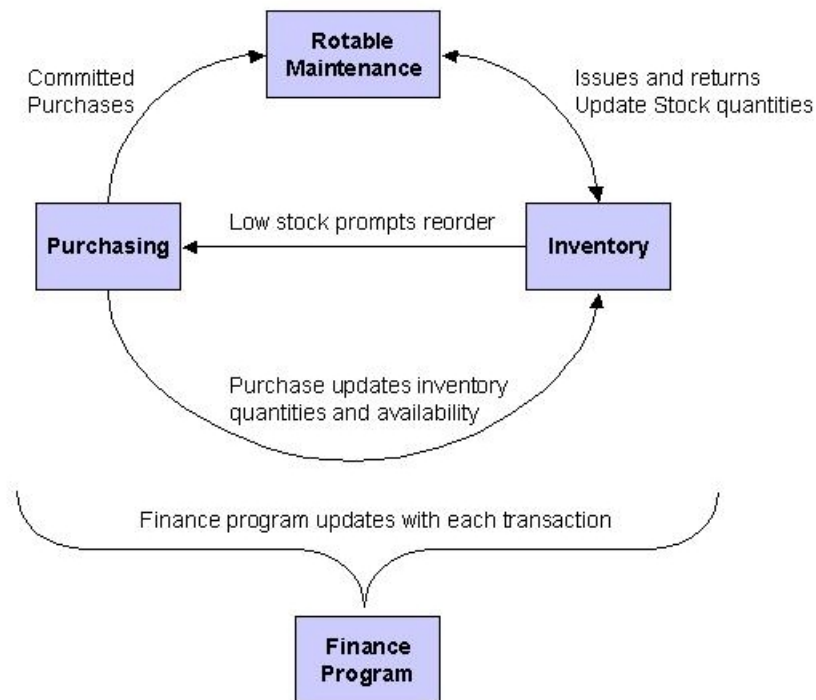 Rotable
Maintenance
Committed
Purchases
Issues and returns
Update Stock quantities
Purchasing
Low stock prompts reorder
Inventory
Purchase updates inventory
quantities and availability
Finance program updates with each transaction
Finance
Program